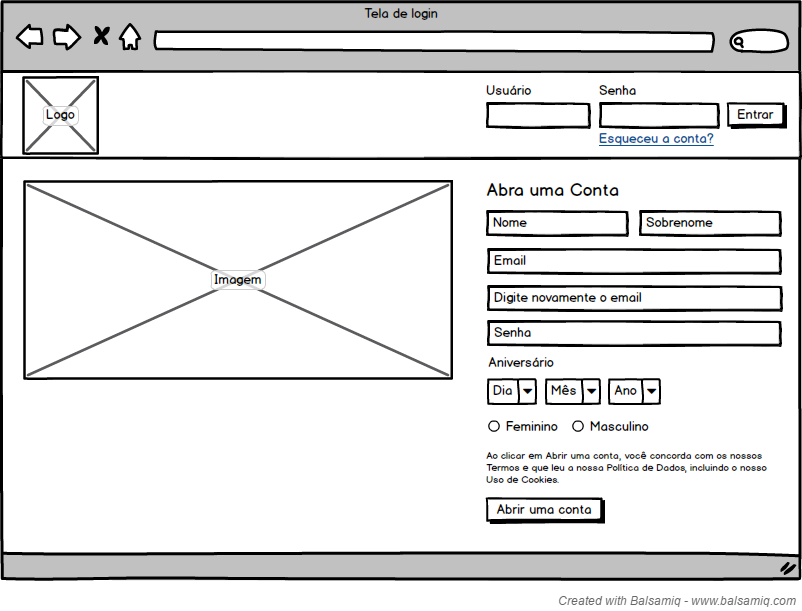 Tela de login
Logo
Usuário
Senha
Entrar
Esqueceu a conta?
Imagem
Abra uma Conta
Nome
Sobrenome
Email
Digite novamente o email
Senha
Aniversário
Dia
Mês
Ano
Feminino
Masculino
Ao clicar em Abrir uma conta, você concorda com os nossos
Termos e que leu a nossa Política de Dados, incluindo o nosso
Uso de Cookies.
Abrir uma conta
Created with Balsamiq - www.balsamiq.com